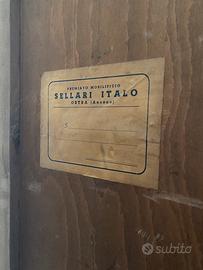 PREMIATO MOBILIFICIO
SELLARI ITALO
OSTRA (Ancona)
subito